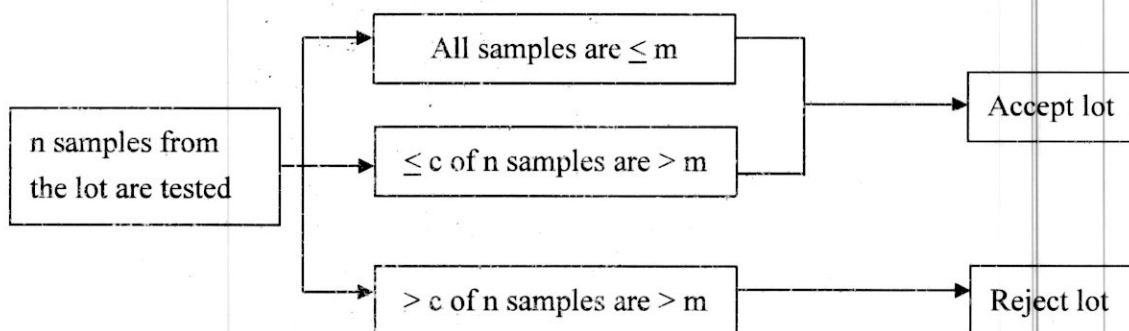 All samples are ≤ m
Accept lot
n samples from
the lot are tested
≤ c of n samples are > m
> c of n samples are > m
Reject lot